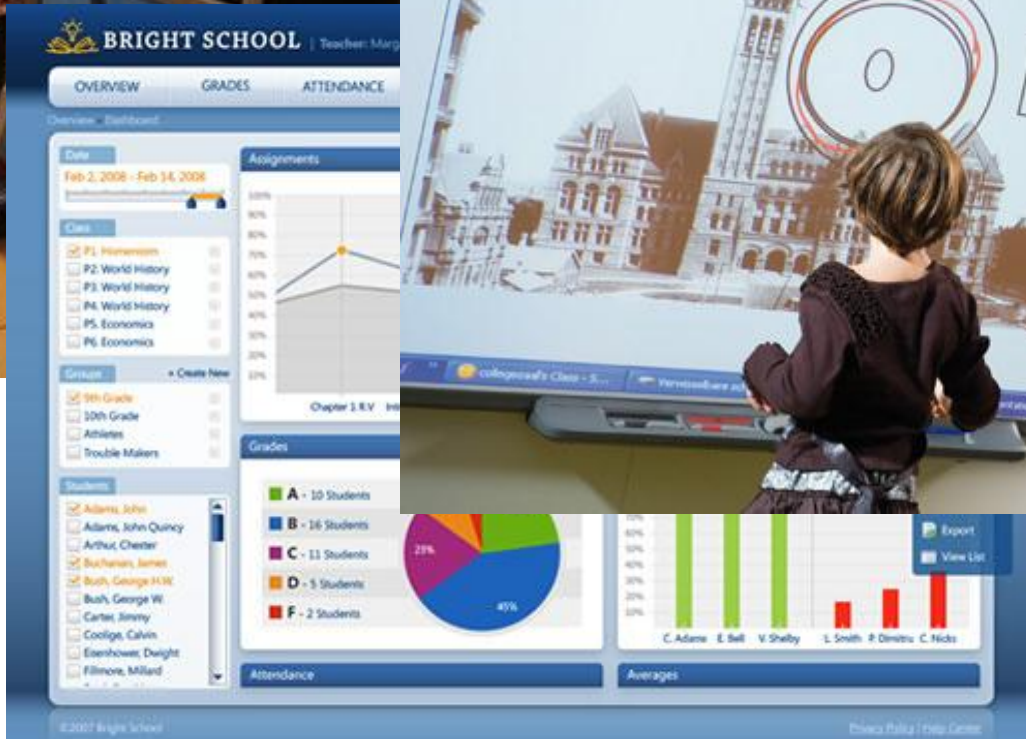 BRIGHT SCHOOL | Teacher: Marg
OVERVIEW GRADES ATTENDANCE
Overview » Dashboard
Date
Feb 2, 2008 - Feb 14, 2008
Class
P1. Homeroom
P2. World History
P3. World History
P4. World History
P5. Economics
P6. Economics
Groups + Create New
9th Grade
10th Grade
Athletes
Trouble Makers
Students
Adams, John
Adams, John Quincy
Arthur, Chester
Buchanan, James
Bush, George H.W.
Bush, George W.
Carter, Jimmy
Coolige, Calvin
Eisenhower, Dwight
Fillmore, Millard
Assignments
100%
90%
80%
70%
60%
50%
40%
30%
20%
10%
Chapter 1 R.V
Grades
A - 10 Students
B - 16 Students
C - 11 Students
D - 5 Students
F - 2 Students
23%
45%
Attendance
collegezaal's Class - S...
Export
View List
70%
60%
50%
40%
30%
20%
10%
C. Adams E. Bell V. Shelby L. Smith P. Dimitriu C. Nicks
Averages
©2007 Bright School
Privacy Policy | Help Center